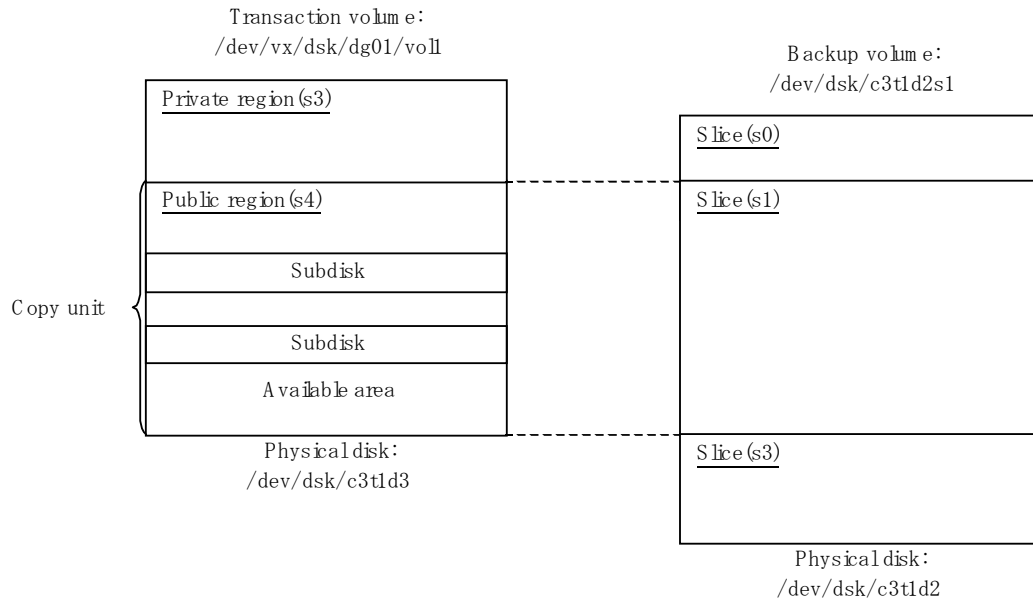 Transaction volume:
/dev/vx/dsk/dg01/vol1
Private region(s3)
Public region(s4)
Subdisk
Subdisk
Available area
Copy unit
Physical disk:
/dev/dsk/c3t1d3
Backup volume:
/dev/dsk/c3t1d2s1
Slice(s0)
Slice(s1)
Slice(s3)
Physical disk:
/dev/dsk/c3t1d2